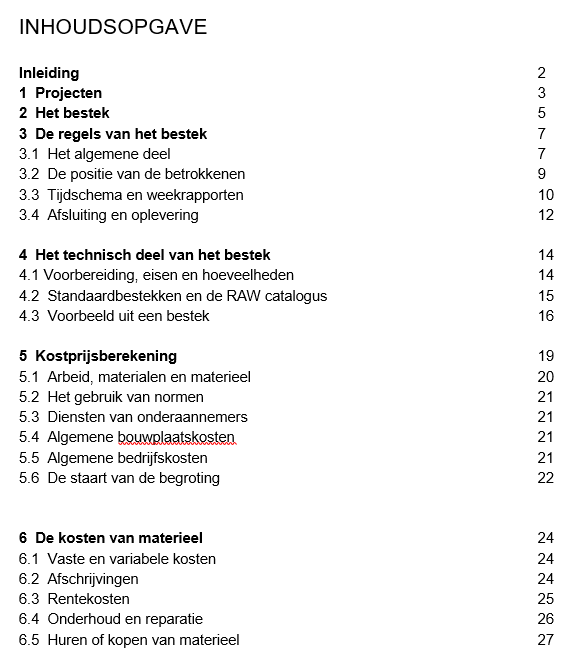 INHOUDSOPGAVE
Inleiding 2
1 Projecten 3
2 Het bestek 5
3 De regels van het bestek 7
3.1 Het algemene deel 7
3.2 De positie van de betrokkenen 9
3.3 Tijdschema en weekrapporten 10
3.4 Afsluiting en oplevering 12
4 Het technisch deel van het bestek 14
4.1 Voorbereiding, eisen en hoeveelheden 14
4.2 Standaardbestekken en de RAW catalogus 15
4.3 Voorbeeld uit een bestek 16
5 Kostprijsberekening 19
5.1 Arbeid, materialen en materieel 20
5.2 Het gebruik van normen 21
5.3 Diensten van onderaannemers 21
5.4 Algemene bouwplaatskosten 21
5.5 Algemene bedrijfskosten 21
5.6 De staart van de begroting 22
6 De kosten van materieel 24
6.1 Vaste en variabele kosten 24
6.2 Afschrijvingen 24
6.3 Rentekosten 25
6.4 Onderhoud en reparatie 26
6.5 Huren of kopen van materieel 27